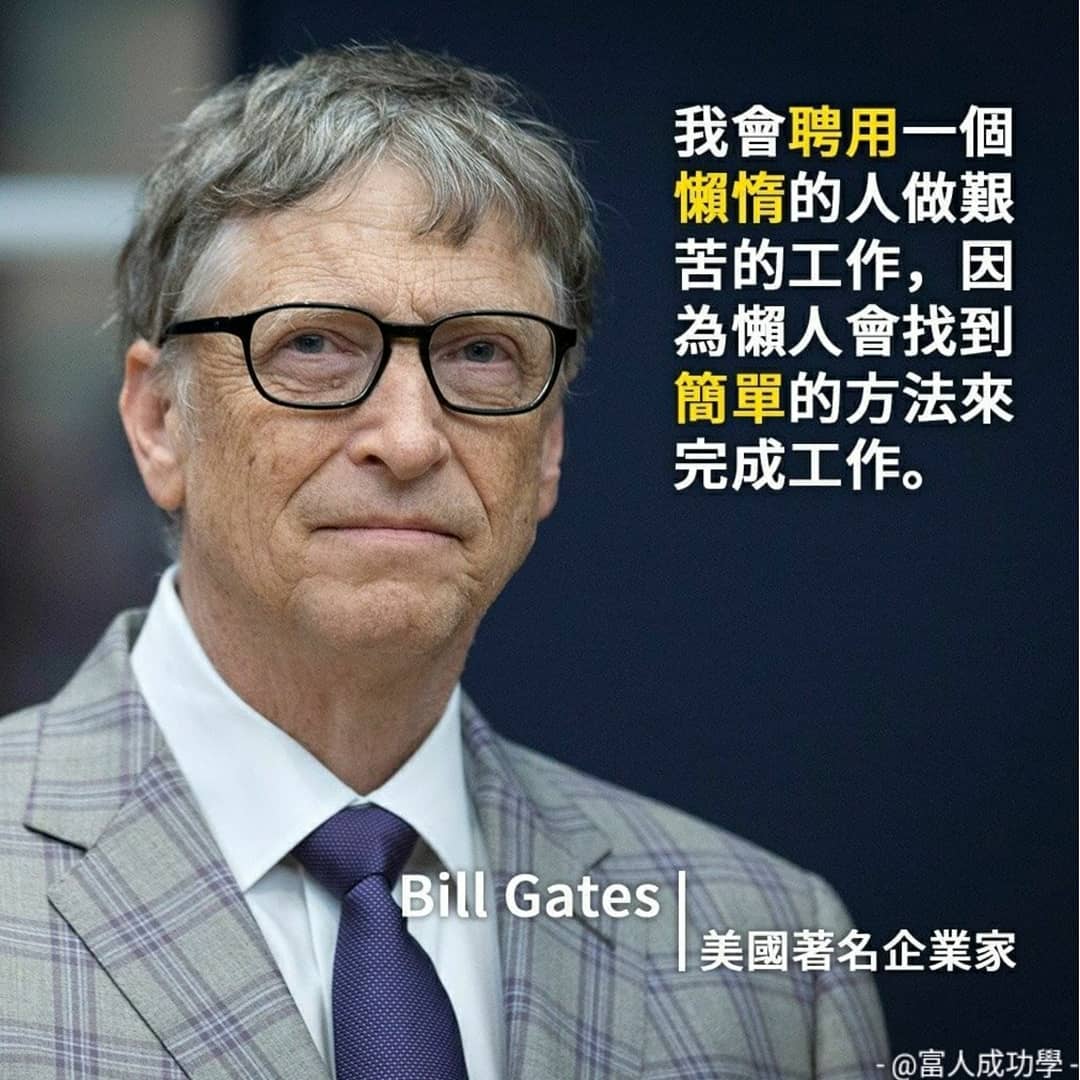 我會聘用一個
懶惰的人做艱
苦的工作，因
為懶人會找到
簡單的方法來
完成工作。
Bill Gates
美國著名企業家
- @富人成功學 -